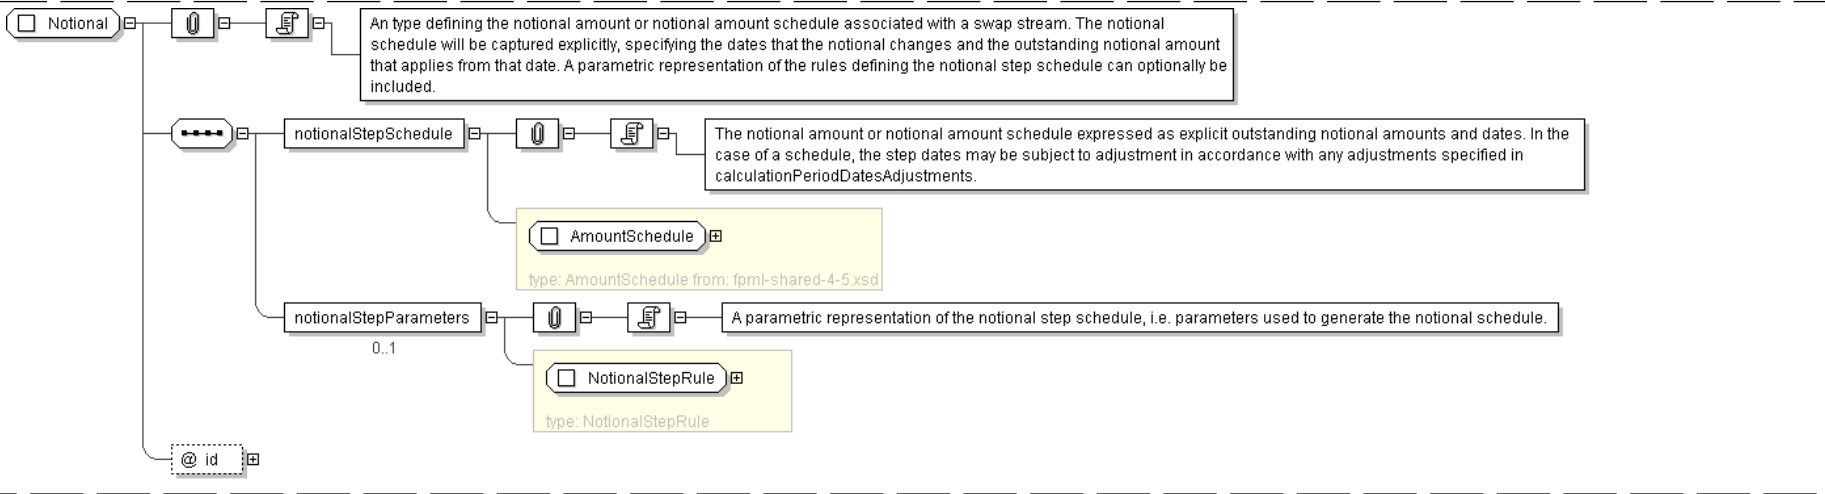 Notional
An type defining the notional amount or notional amount schedule associated with a swap stream. The notional
schedule will be captured explicitly, specifying the dates that the notional changes and the outstanding notional amount
that applies from that date. A parametric representation of the rules defining the notional step schedule can optionally be
included.
notionalStepSchedule
The notional amount or notional amount schedule expressed as explicit outstanding notional amounts and dates. In the
case of a schedule, the step dates may be subject to adjustment in accordance with any adjustments specified in
calculationPeriodDatesAdjustments.
AmountSchedule
type: AmountSchedule from: fpml-shared-4-5.xsd
notionalStepParameters
A parametric representation of the notional step schedule, i.e. parameters used to generate the notional schedule.
0..1
NotionalStepRule
type: NotionalStepRule
@ id